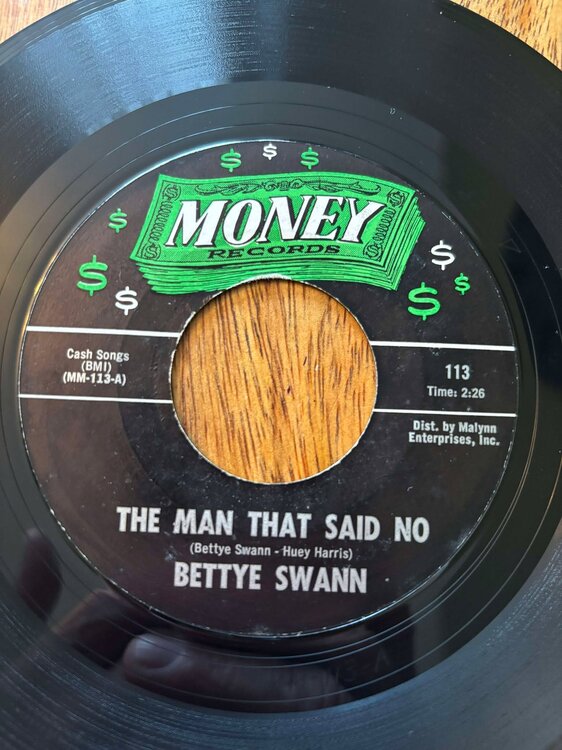 $ $ $
MONEY
RECORDS
$ $ $
$ $ $
Cash Songs
(BMI)
(MM-113-A)
113
Time: 2:26
Dist. by Malynn
Enterprises, Inc.
THE MAN THAT SAID NO
(Bettye Swann - Huey Harris)
BETTYE SWANN